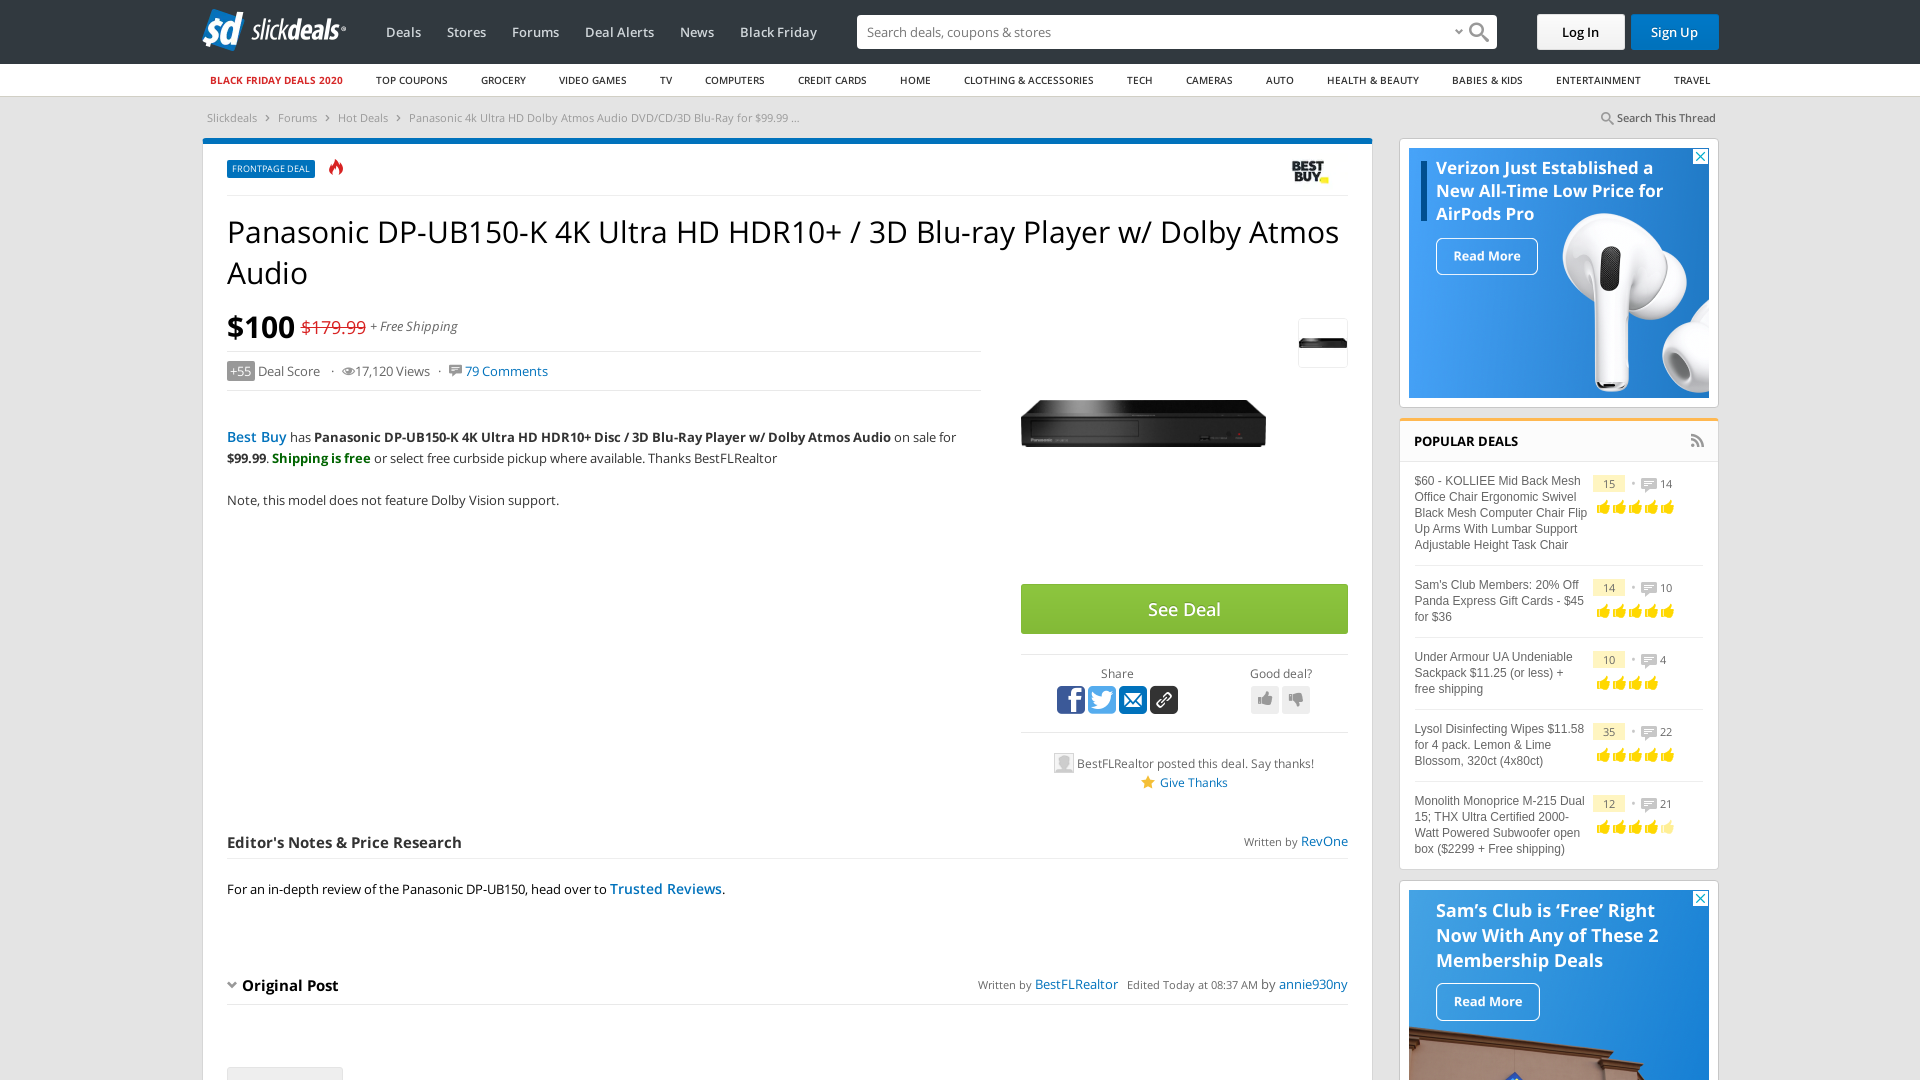 sd slickdeals
Deals
Stores
Forums
Deal Alerts
News
Black Friday
Search deals, coupons & stores
Log In
Sign Up
BLACK FRIDAY DEALS 2020
TOP COUPONS
GROCERY
VIDEO GAMES
TV
COMPUTERS
CREDIT CARDS
HOME
CLOTHING & ACCESSORIES
TECH
CAMERAS
AUTO
HEALTH & BEAUTY
BABIES & KIDS
ENTERTAINMENT
TRAVEL
Slickdeals › Forums › Hot Deals › Panasonic 4k Ultra HD Dolby Atmos Audio DVD/CD/3D Blu-Ray for $99.99 ...
Search This Thread
FRONTPAGE DEAL
BEST
BUY
Panasonic DP-UB150-K 4K Ultra HD HDR10+ / 3D Blu-ray Player w/ Dolby Atmos
Audio
$100 $179.99 + Free Shipping
+55 Deal Score · 17,120 Views · 79 Comments
Best Buy has Panasonic DP-UB150-K 4K Ultra HD HDR10+ Disc / 3D Blu-Ray Player w/ Dolby Atmos Audio on sale for
$99.99. Shipping is free or select free curbside pickup where available. Thanks BestFLRealtor
Note, this model does not feature Dolby Vision support.
Panasonic
See Deal
Share
Good deal?
BestFLRealtor posted this deal. Say thanks!
Give Thanks
Editor's Notes & Price Research
Written by RevOne
For an in-depth review of the Panasonic DP-UB150, head over to Trusted Reviews.
Original Post
Written by BestFLRealtor Edited Today at 08:37 AM by annie930ny
Verizon Just Established a
New All-Time Low Price for
AirPods Pro
Read More
POPULAR DEALS
$60 - KOLLIEE Mid Back Mesh
Office Chair Ergonomic Swivel
Black Mesh Computer Chair Flip
Up Arms With Lumbar Support
Adjustable Height Task Chair
15 • 14
Sam's Club Members: 20% Off
Panda Express Gift Cards - $45
for $36
14 • 10
Under Armour UA Undeniable
Sackpack $11.25 (or less) +
free shipping
10 • 4
Lysol Disinfecting Wipes $11.58
for 4 pack. Lemon & Lime
Blossom, 320ct (4x80ct)
35 • 22
Monolith Monoprice M-215 Dual
15; THX Ultra Certified 2000-
Watt Powered Subwoofer open
box ($2299 + Free shipping)
12 • 21
Sam's Club is 'Free' Right
Now With Any of These 2
Membership Deals
Read More